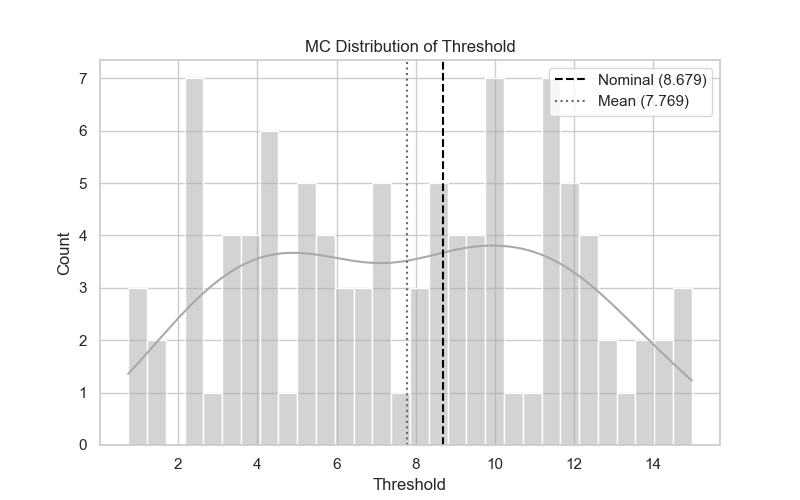 MC Distribution of Threshold
Nominal (8.679)
Mean (7.769)
7
6
5
4
3
2
1
0
Count
2 4 6 8 10 12 14
Threshold